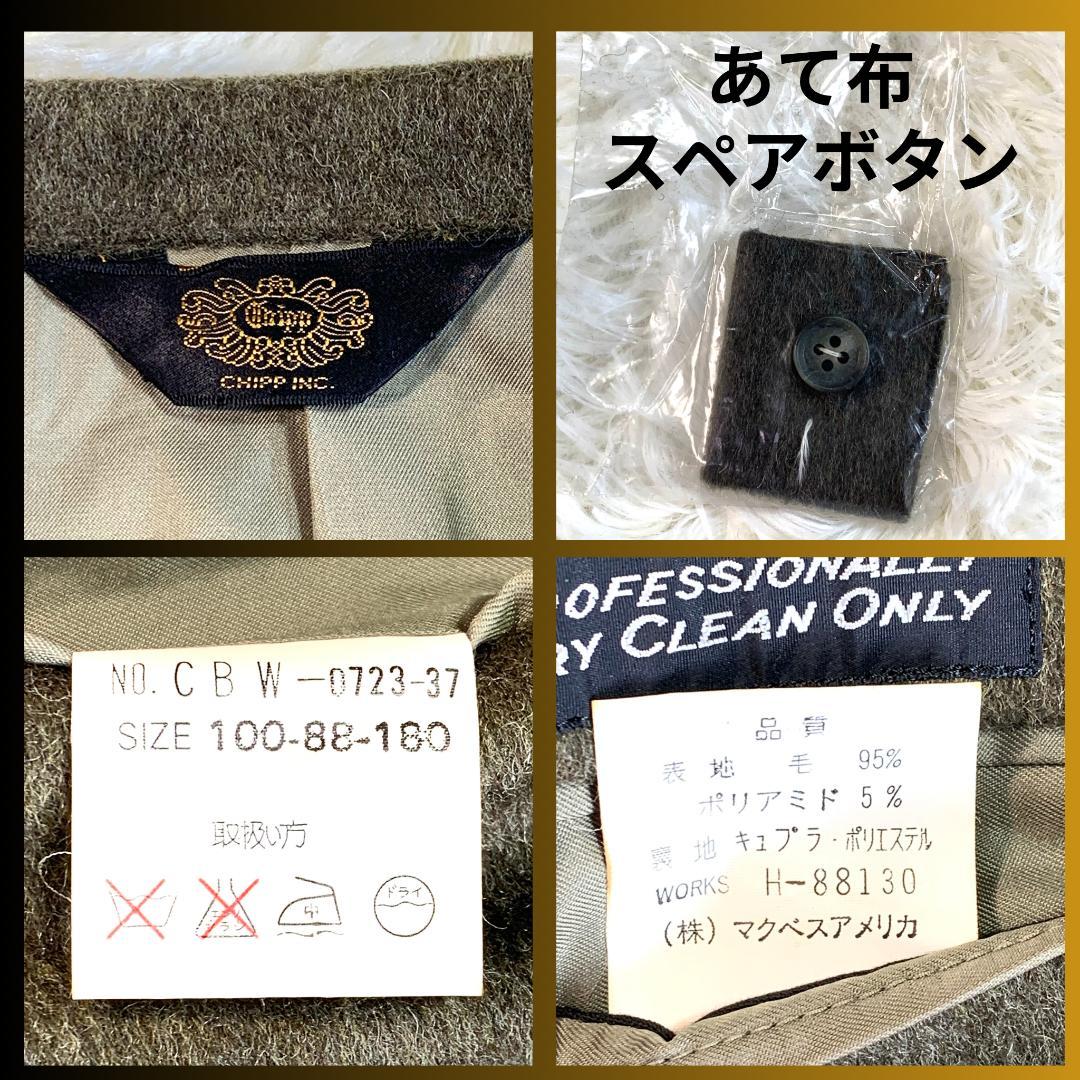 Chipp
CHIPP INC.
あて布
スペアボタン
NO. CBW-0723-37
SIZE 100-88-180
取扱い方
中
ドライ
OFESSIONALLY
RY CLEAN ONLY
品質
表地 毛 95%
ポリアミド 5%
裏地 キュプラ・ポリエステル
WORKS H-88130
(株) マクベスアメリカ